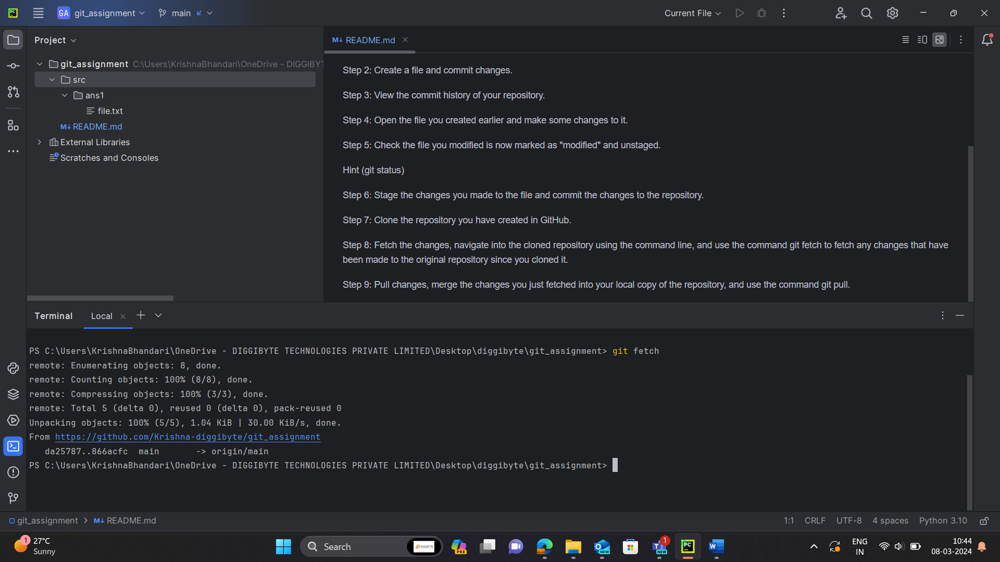 GA git_assignment main Current File
Project
README.md
git_assignment C:\Users\KrishnaBhandari\OneDrive - DIGGIBYT
src
ans1
file.txt
README.md
External Libraries
Scratches and Consoles
Step 2: Create a file and commit changes.
Step 3: View the commit history of your repository.
Step 4: Open the file you created earlier and make some changes to it.
Step 5: Check the file you modified is now marked as "modified" and unstaged.
Hint (git status)
Step 6: Stage the changes you made to the file and commit the changes to the repository.
Step 7: Clone the repository you have created in GitHub.
Step 8: Fetch the changes, navigate into the cloned repository using the command line, and use the command git fetch to fetch any changes that have
been made to the original repository since you cloned it.
Step 9: Pull changes, merge the changes you just fetched into your local copy of the repository, and use the command git pull.
Terminal Local
PS C:\Users\KrishnaBhandari\OneDrive - DIGGIBYTE TECHNOLOGIES PRIVATE LIMITED\Desktop\diggibyte\git_assignment> git fetch
remote: Enumerating objects: 8, done.
remote: Counting objects: 100% (8/8), done.
remote: Compressing objects: 100% (3/3), done.
remote: Total 5 (delta 0), reused 0 (delta 0), pack-reused 0
Unpacking objects: 100% (5/5), 1.04 KiB | 30.00 KiB/s, done.
From https://github.com/Krishna-diggibyte/git_assignment
da25787..866acfc main -> origin/main
PS C:\Users\KrishnaBhandari\OneDrive - DIGGIBYTE TECHNOLOGIES PRIVATE LIMITED\Desktop\diggibyte\git_assignment>
git_assignment > README.md 1:1 CRLF UTF-8 4 spaces Python 3.10
1 27°C
Sunny
Search
DIGGIBYTE
PRE
NEW
1
NEW
PC
W
ENG
IN
10:44
08-03-2024